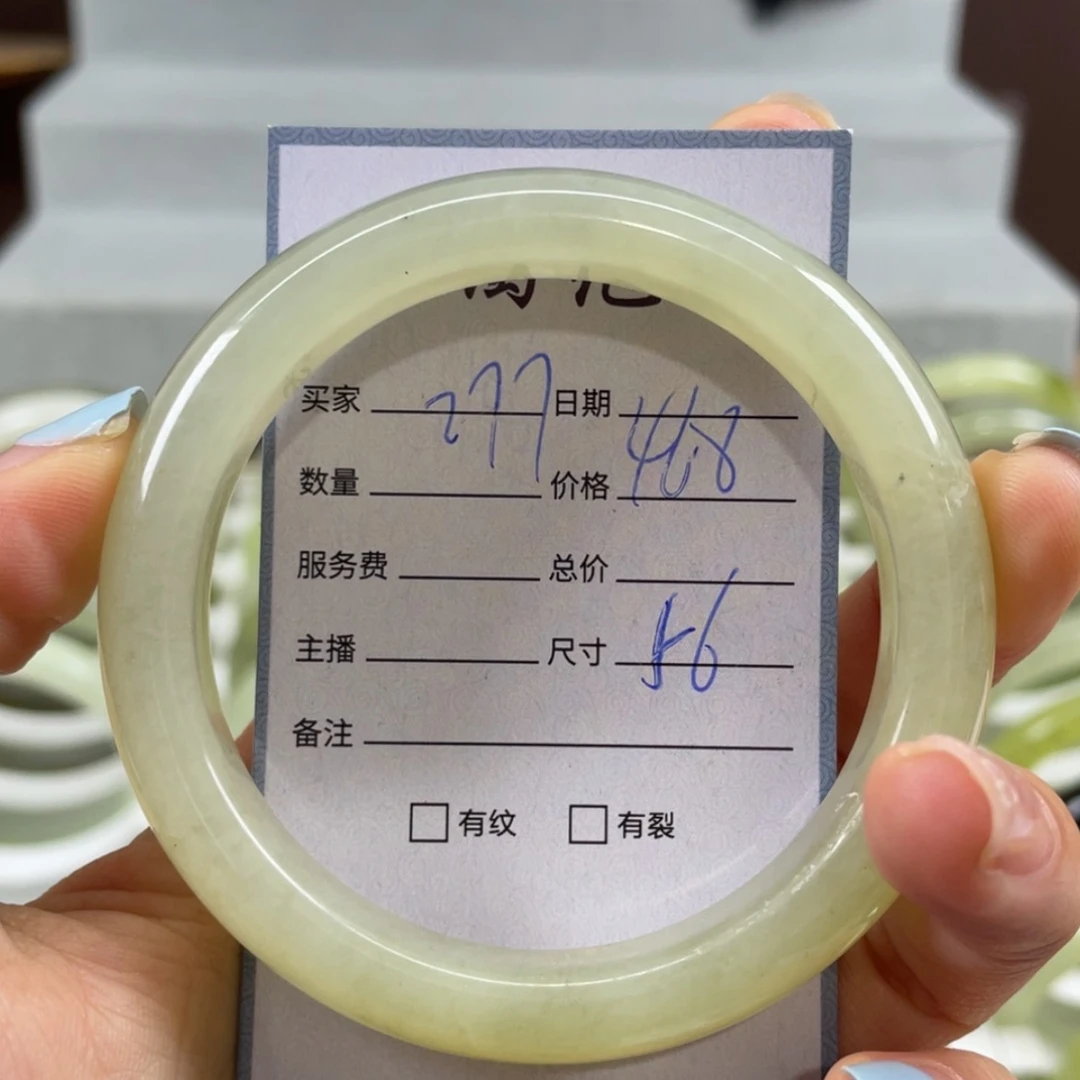 买家 277 日期
数量 价格 468
服务费 总价
主播 尺寸 56
备注
有纹 有裂